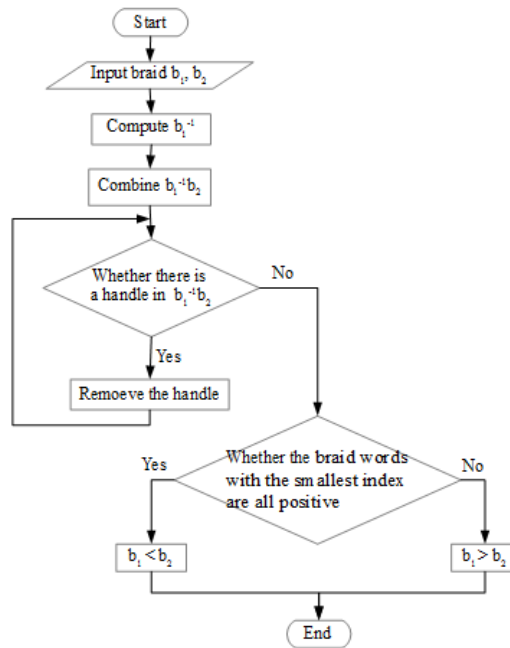 Start
Input braid b₁, b₂
Compute b₁⁻¹
Combine b₁⁻¹b₂
Whether there is
a handle in b₁⁻¹b₂
No
Yes
Remoeve the handle
Whether the braid words
with the smallest index
are all positive
Yes
No
b₁ < b₂
b₁ > b₂
End